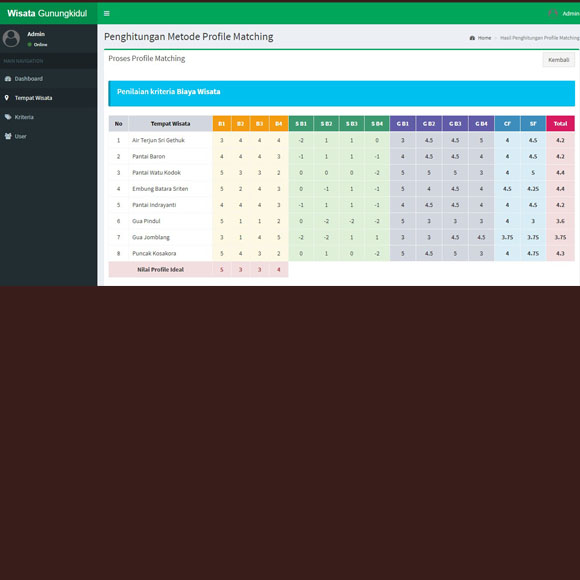 Wisata Gunungkidul
Admin
Admin
Online
MAIN NAVIGATION
Dashboard
Tempat Wisata
Kriteria
User
Penghitungan Metode Profile Matching
Home - Hasil Penghitungan Profile Matching
Proses Profile Matching
Kembali
Penilaian kriteria Biaya Wisata
No Tempat Wisata B1 B2 B3 B4 S B1 S B2 S B3 S B4 G B1 G B2 G B3 G B4 CF SF Total
1 Air Terjun Sri Gethuk 3 4 4 4 -2 1 1 0 3 4.5 4.5 5 4 4.5 4.2
2 Pantai Baron 4 4 4 3 -1 1 1 -1 4 4.5 4.5 4 4 4.5 4.2
3 Pantai Watu Kodok 5 3 3 2 0 0 0 -2 5 5 5 3 4 5 4.4
4 Embung Batara Sriten 5 2 4 3 0 -1 1 -1 5 4 4.5 4 4.5 4.25 4.4
5 Pantai Indrayanti 4 4 4 3 -1 1 1 -1 4 4.5 4.5 4 4 4.5 4.2
6 Gua Pindul 5 1 1 2 0 -2 -2 -2 5 3 3 3 4 3 3.6
7 Gua Jomblang 3 1 4 5 -2 -2 1 1 3 3 4.5 4.5 3.75 3.75 3.75
8 Puncak Kosakora 5 4 3 2 0 1 0 -2 5 4.5 5 3 4 4.75 4.3
Nilai Profile Ideal 5 3 3 4